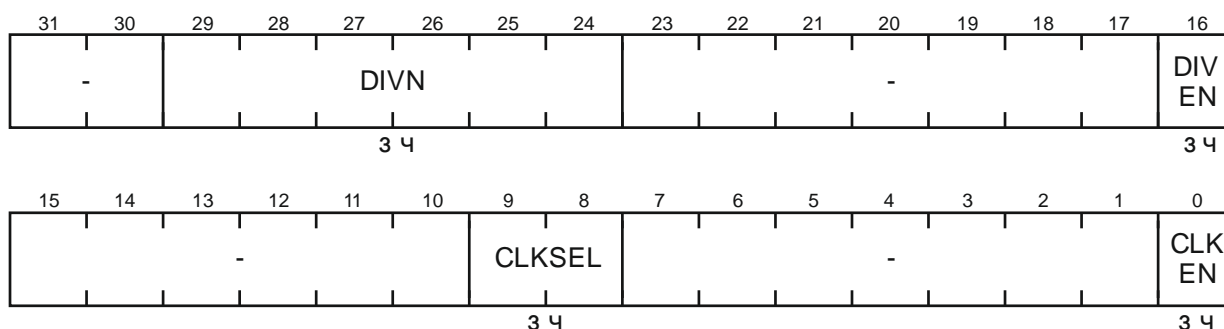 31 30 29 28 27 26 25 24 23 22 21 20 19 18 17 16
- DIVN - DIV
EN
З Ч З Ч
15 14 13 12 11 10 9 8 7 6 5 4 3 2 1 0
- CLKSEL - CLK
EN
З Ч З Ч